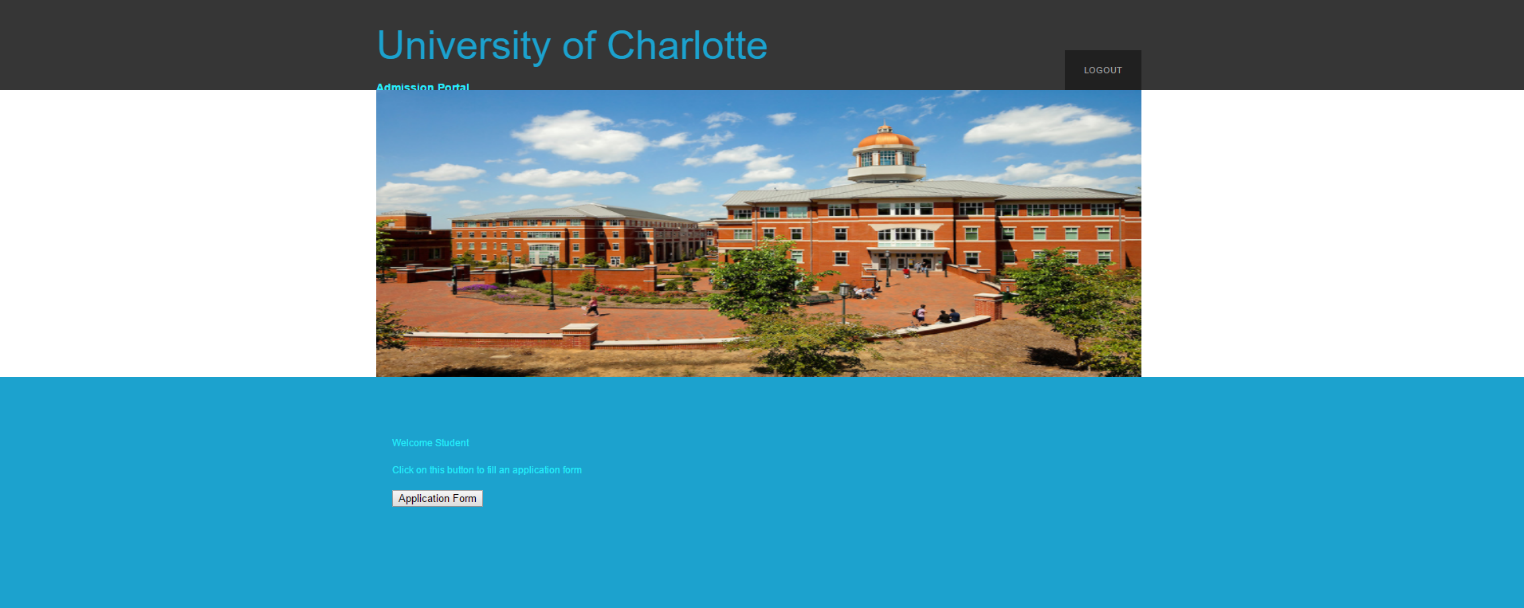 University of Charlotte
LOGOUT
Admission Portal
Welcome Student
Click on this button to fill an application form
Application Form